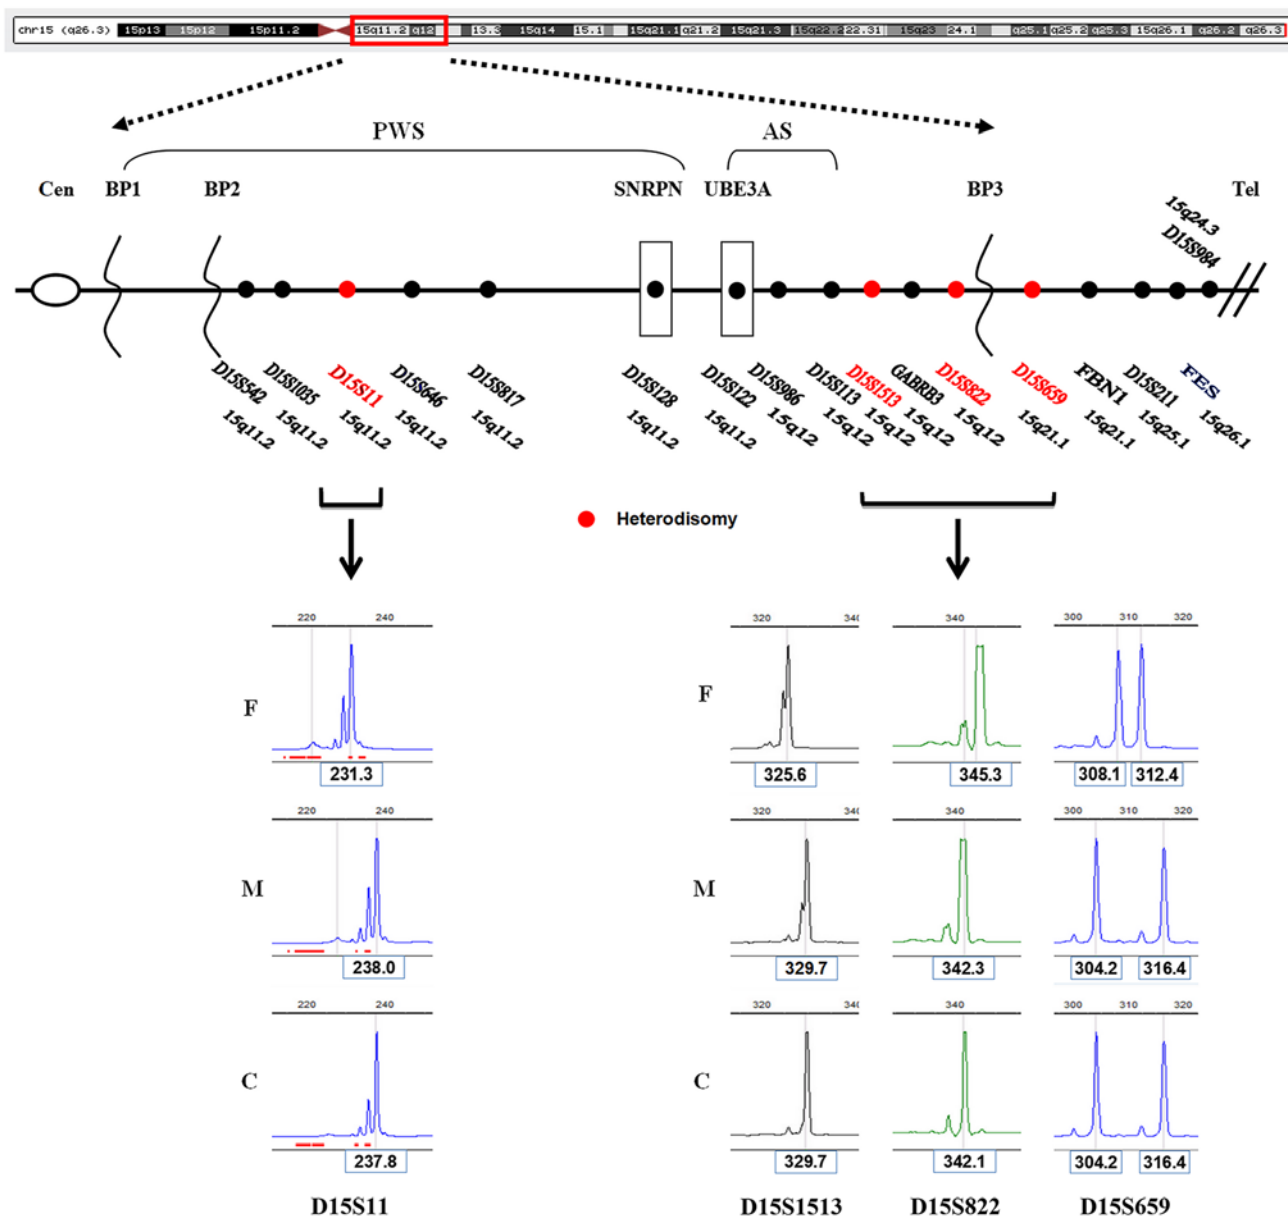 chr15 (q26.3) 15p13 15p12 15p11.2 15q11.2 q12 13.3 15q14 15.1 15q21.1 q21.2 15q21.3 15q22.2 22.31 15q23 24.1 q25.1 q25.2 q25.3 15q26.1 q26.2 q26.3
PWS AS
Cen BP1 BP2 SNRPN UBE3A BP3 Tel
15q24.3
D15S984
D15S542 D15S1035 D15S11 D15S646 D15S817 D15S128 D15S122 D15S986 D15S113 D15S1513 GABRB3 D15S822 D15S659 FBN1 D15S211 FES
15q11.2 15q11.2 15q11.2 15q11.2 15q11.2 15q11.2 15q11.2 15q12 15q12 15q12 15q12 15q12 15q21.1 15q21.1 15q25.1 15q26.1
Heterodisomy
220 240 320 340 340 300 310 320
F F
231.3 325.6 345.3 308.1 312.4
220 240 320 340 340 300 310 320
M M
238.0 329.7 342.3 304.2 316.4
220 240 320 340 340 300 310 320
C C
237.8 329.7 342.1 304.2 316.4
D15S11 D15S1513 D15S822 D15S659